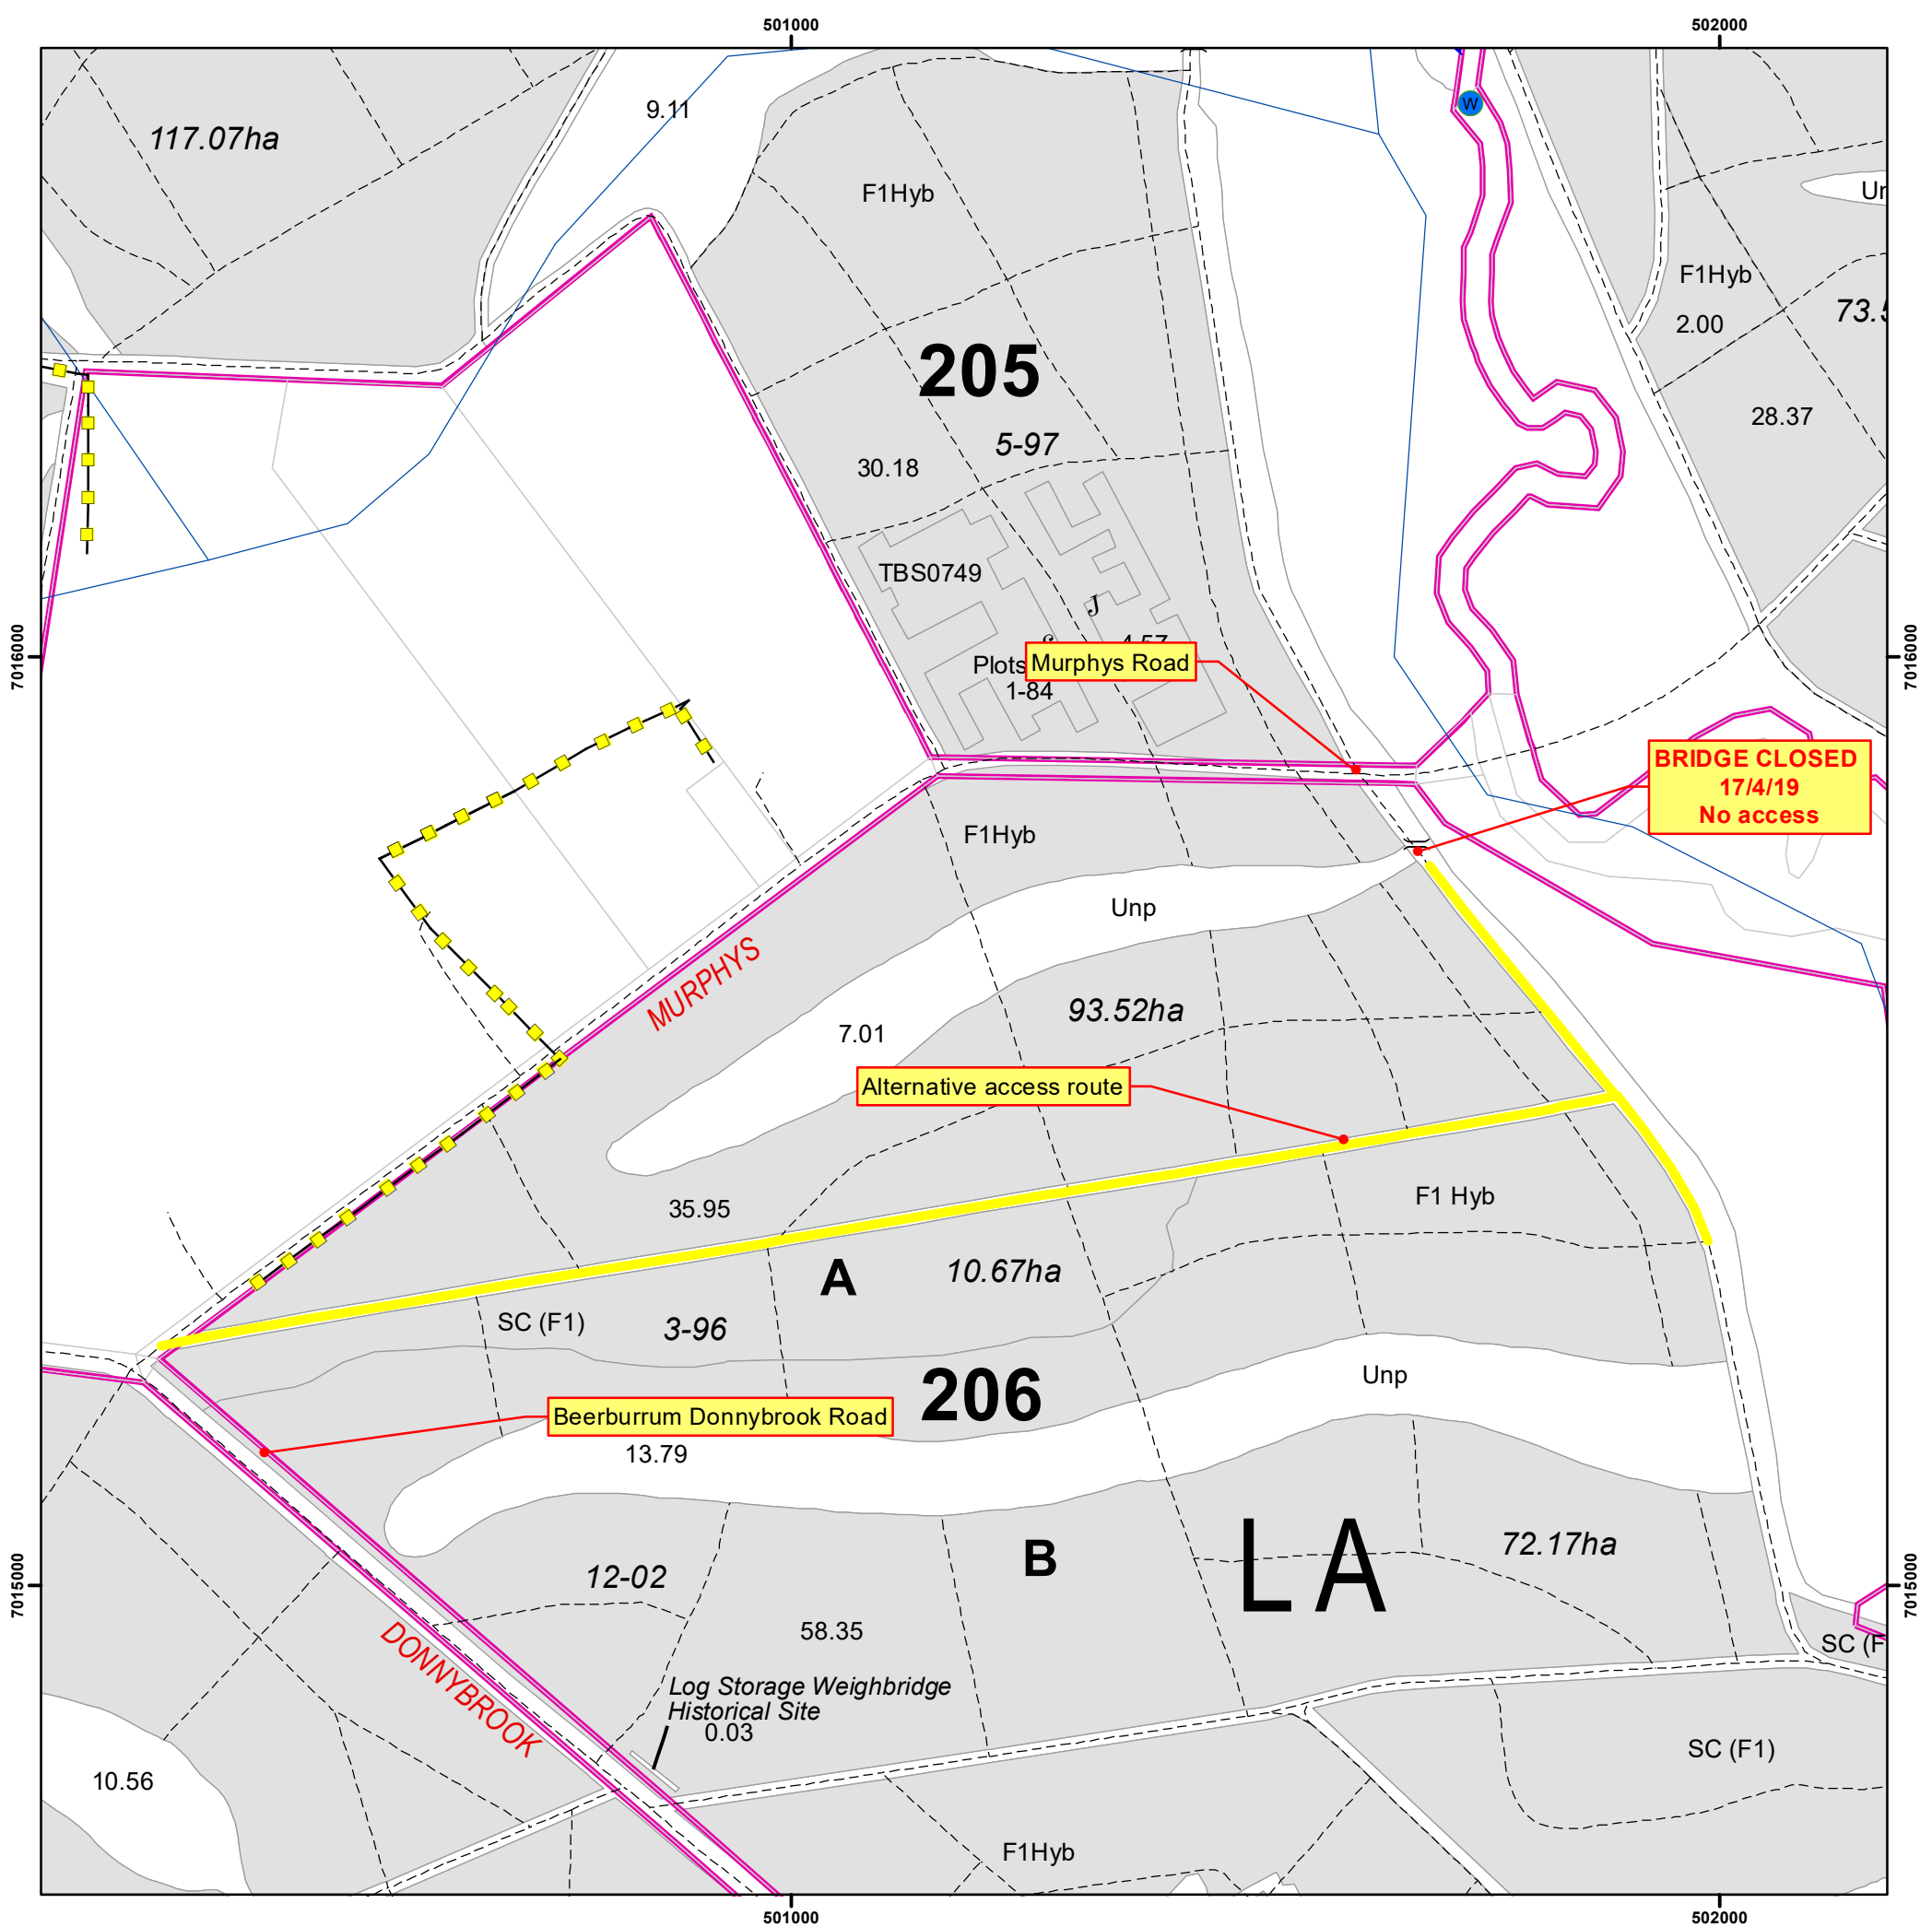 501000
502000
9.11
W
117.07ha
F1Hyb
F1Hyb
2.00
28.37
205
5-97
30.18
TBS0749
J
7016000
7016000
Plots
1-84
Murphys Road
BRIDGE CLOSED
17/4/19
No access
F1Hyb
Unp
MURPHYS
93.52ha
7.01
Alternative access route
35.95
F1 Hyb
A
10.67ha
SC (F1)
3-96
206
Unp
Beerburrum Donnybrook Road
13.79
LA
72.17ha
B
12-02
7015000
7015000
58.35
DONNYBROOK
SC (F
Log Storage Weighbridge
Historical Site
0.03
SC (F1)
10.56
F1Hyb
501000
502000